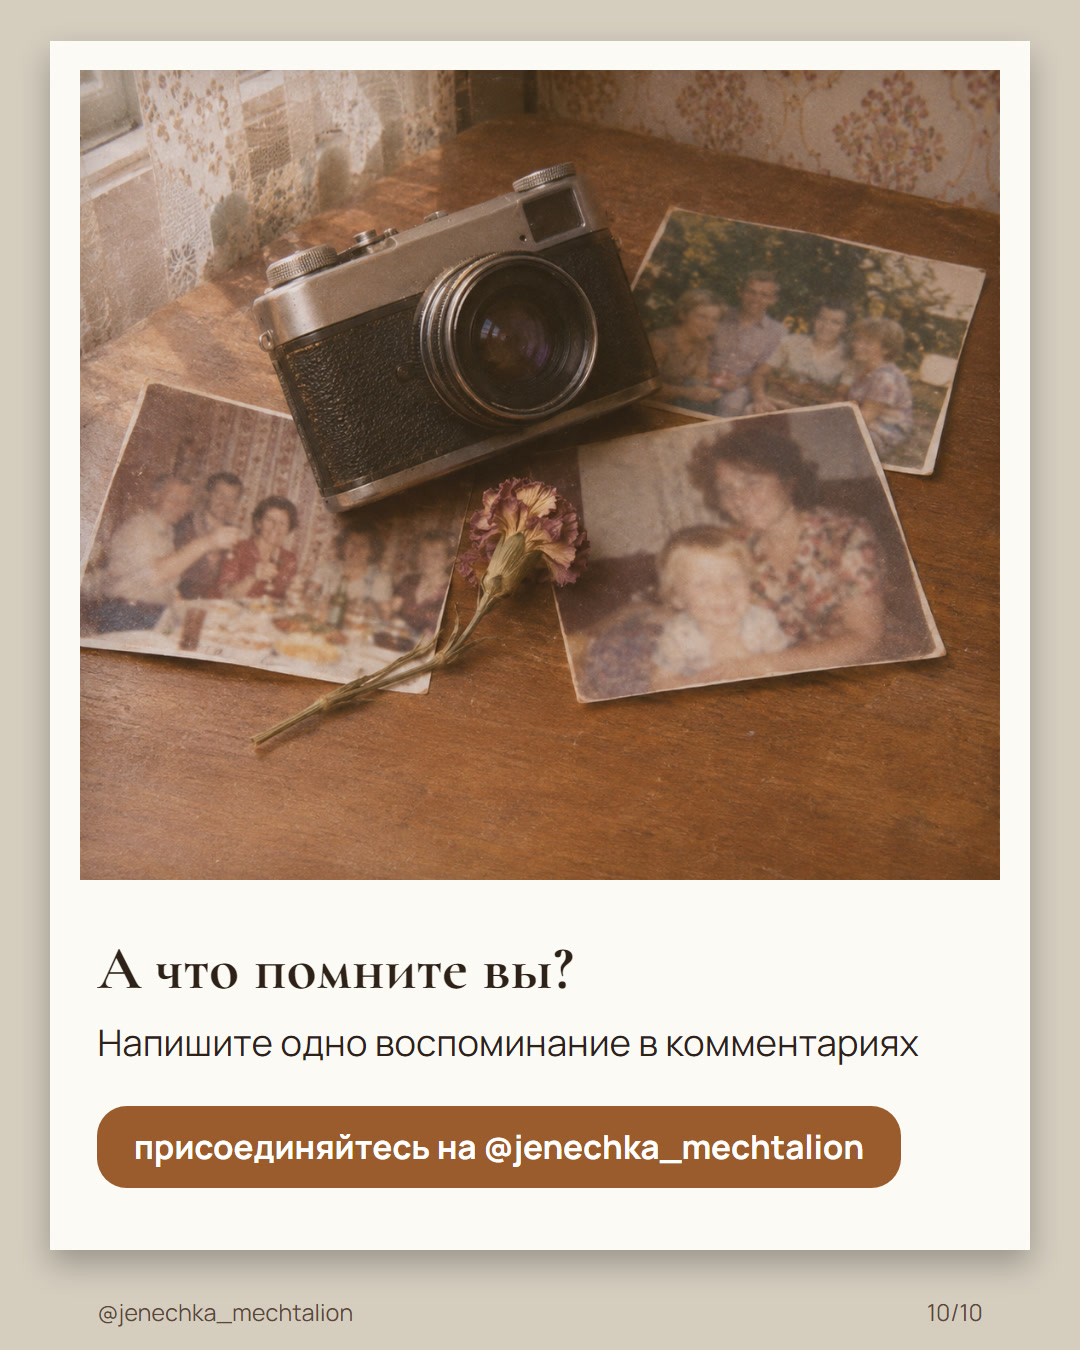 А что помните вы?
Напишите одно воспоминание в комментариях
присоединяйтесь на @jenechka_mechtalion
@jenechka_mechtalion
10/10